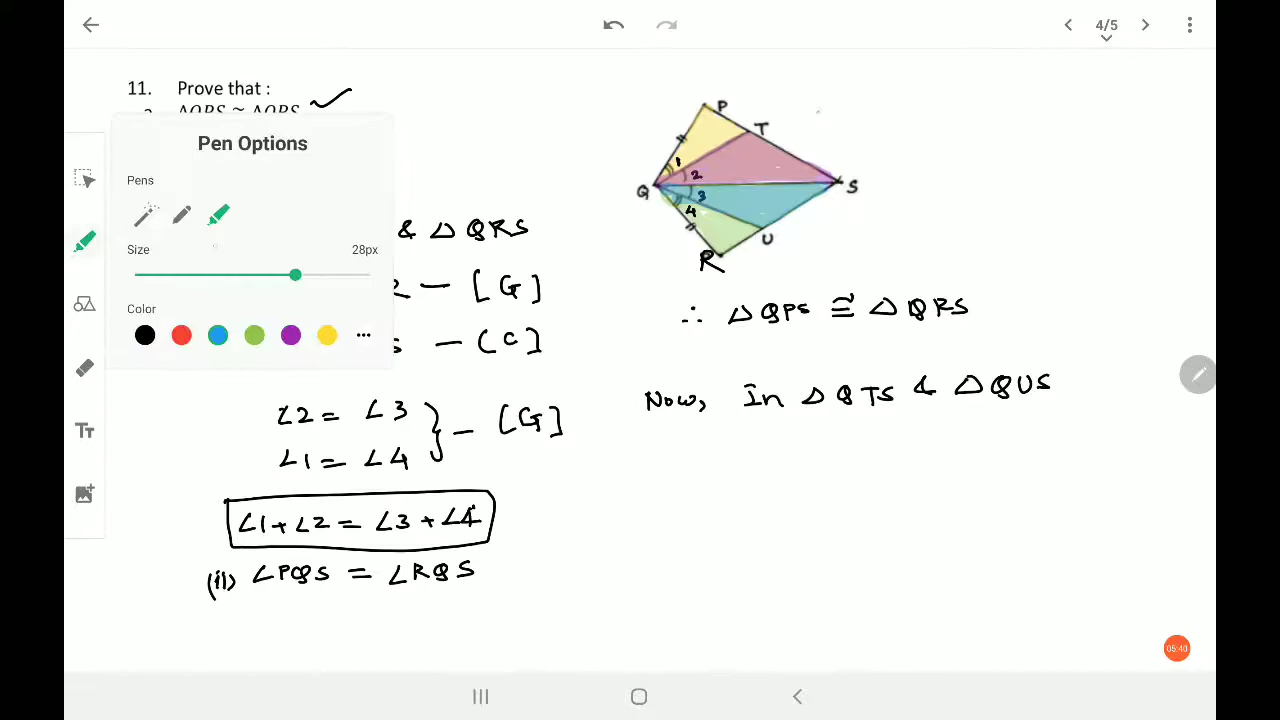 4/5
11. Prove that :
Pen Options
Pens
Size 28px
Color
& △ QRS
— [G]
— [C]
∠2 = ∠3
∠1 = ∠4 } — [G]
∠1 + ∠2 = ∠3 + ∠4
(ii) ∠PQS = ∠RQS
P
T
1
2
Q
S
3
4
U
R
∴ △ QPS ≅ △ QRS
Now, In △ QTS & △ QUS
Tт
05:40